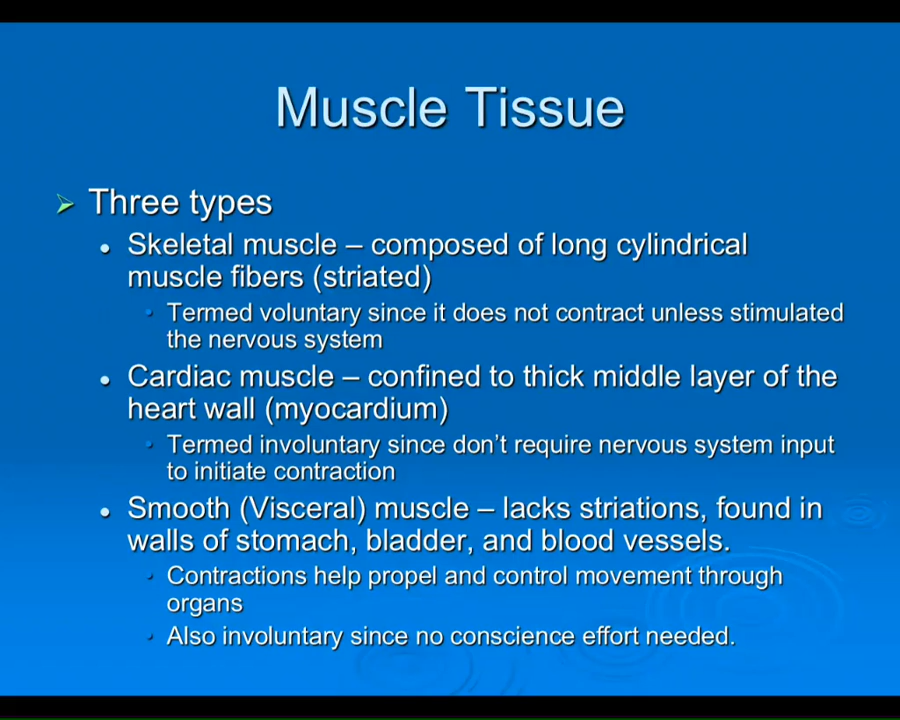 Muscle Tissue
Three types
Skeletal muscle – composed of long cylindrical
muscle fibers (striated)
Termed voluntary since it does not contract unless stimulated
the nervous system
Cardiac muscle – confined to thick middle layer of the
heart wall (myocardium)
Termed involuntary since don't require nervous system input
to initiate contraction
Smooth (Visceral) muscle – lacks striations, found in
walls of stomach, bladder, and blood vessels.
Contractions help propel and control movement through
organs
Also involuntary since no conscience effort needed.